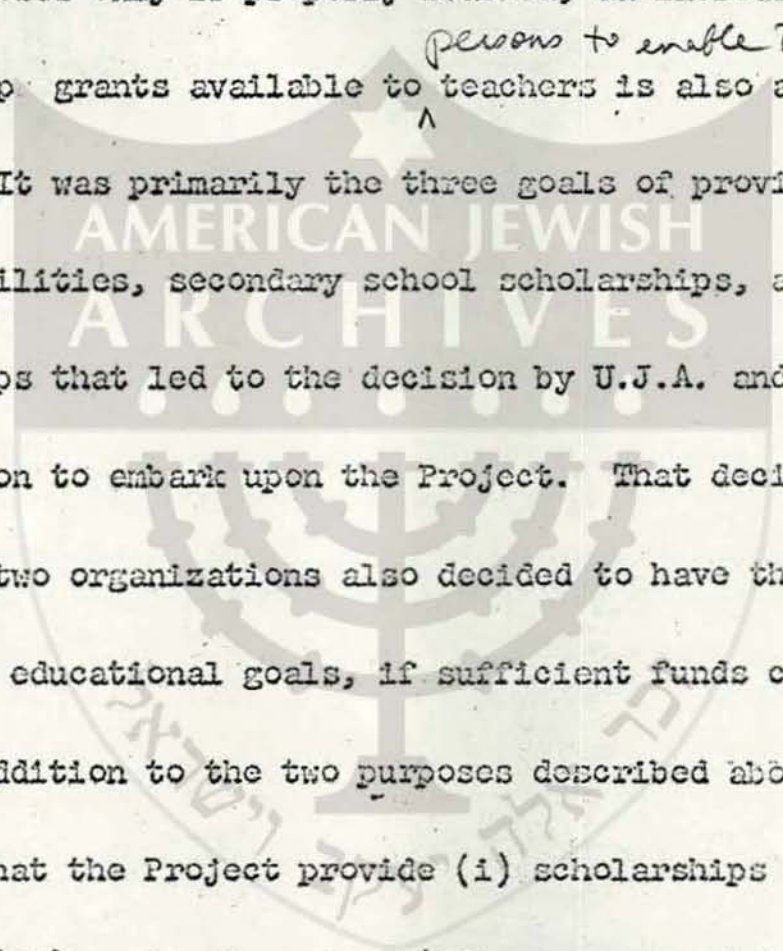 persons to enable
grants available to ^ teachers is also a
It was primarily the three goals of provi
AMERICAN JEWISH
ilities, secondary school scholarships, a
ARCHIVES
ps that led to the decision by U.J.A. and
on to embark upon the Project. That deci
two organizations also decided to have th
educational goals, if sufficient funds c
ddition to the two purposes described abo
hat the Project provide (i) scholarships